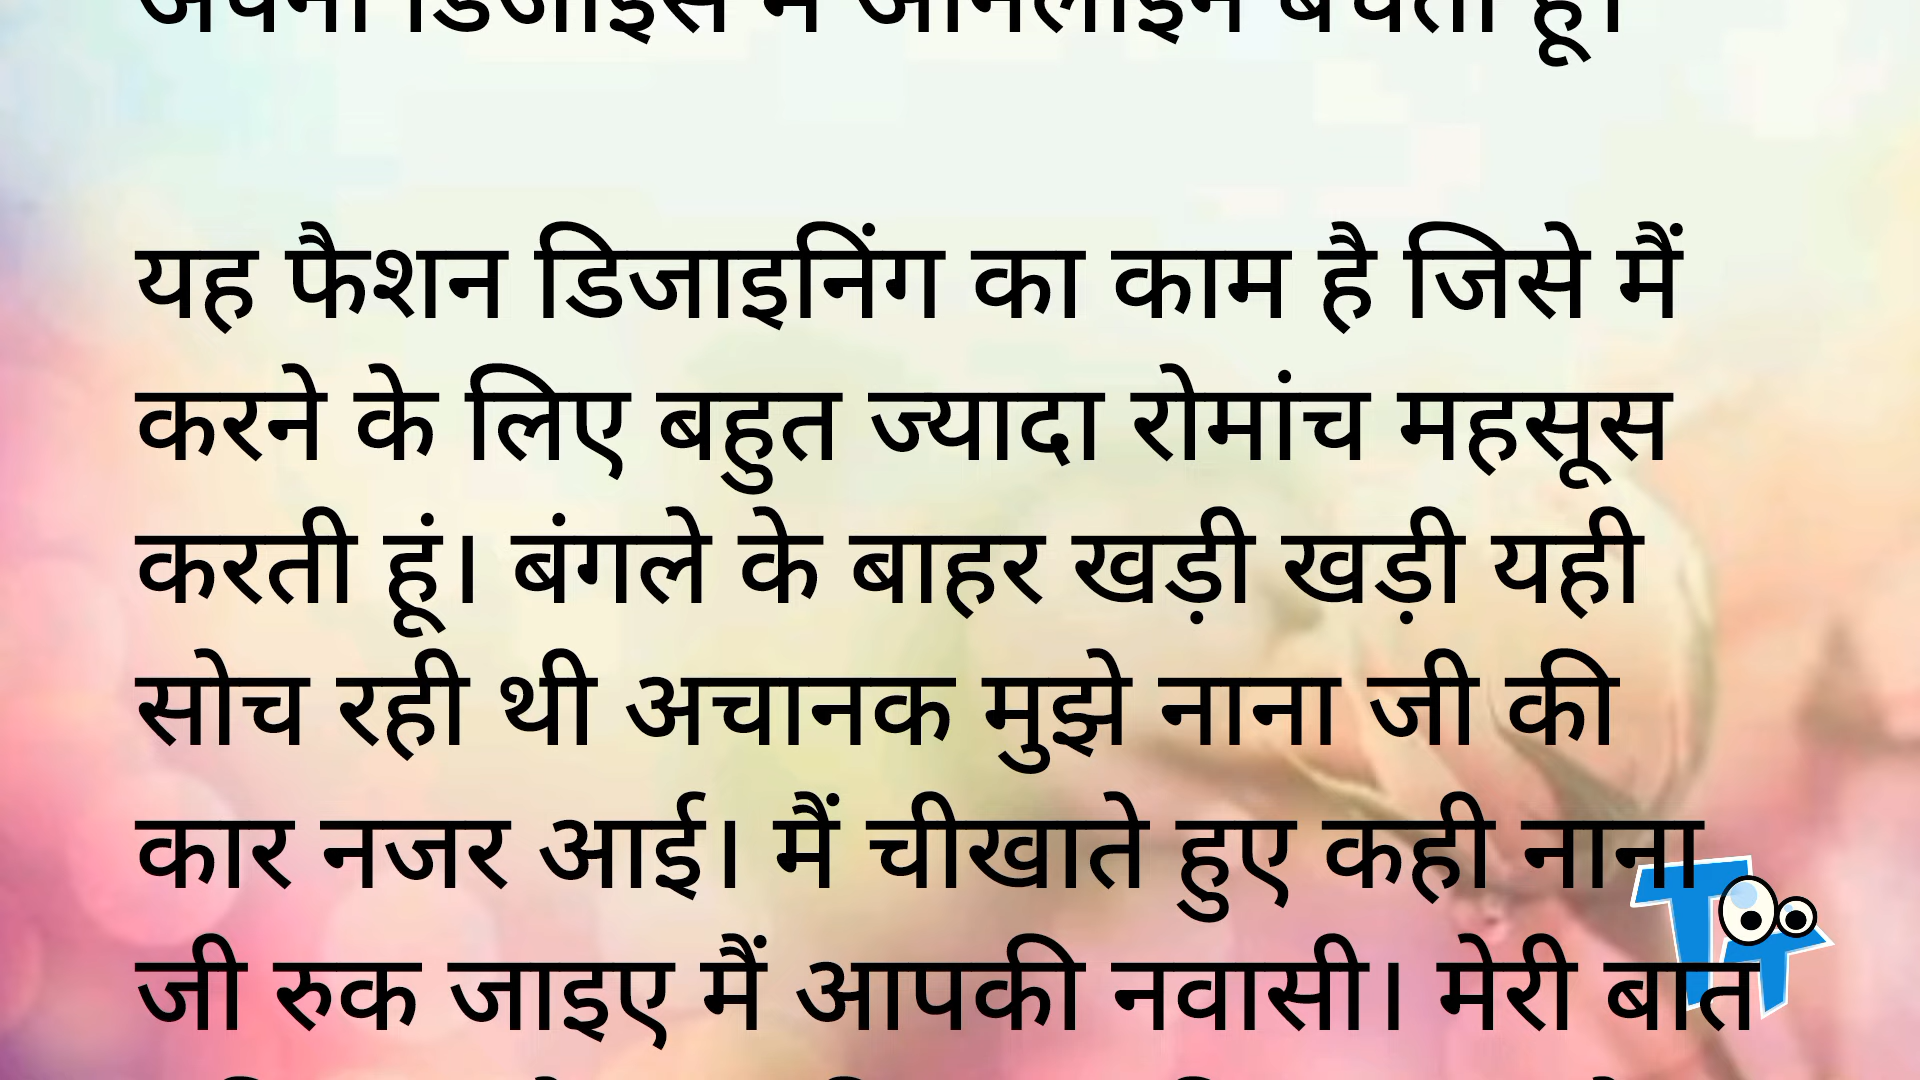 अपनी डिजाइंस में ऑनलाइन बेचती हूं।
यह फैशन डिजाइनिंग का काम है जिसे मैं
करने के लिए बहुत ज्यादा रोमांच महसूस
करती हूं। बंगले के बाहर खड़ी खड़ी यही
सोच रही थी अचानक मुझे नाना जी की
कार नजर आई। मैं चीखाते हुए कही नाना
जी रुक जाइए मैं आपकी नवासी। मेरी बात